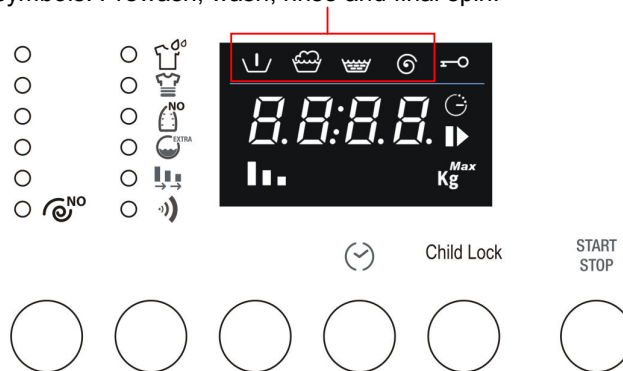 symbols: Prewash, wash, rinse and final spin.
NO
EXTRA
NO
8.8:8.8.
Max
Kg
Child Lock
START
STOP